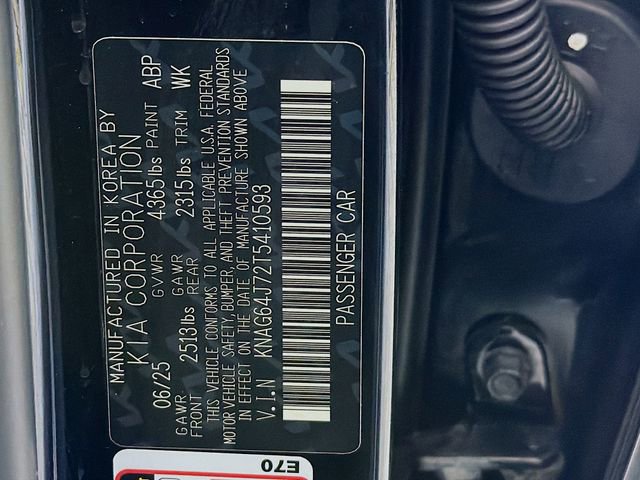 MANUFACTURED IN KOREA BY
KIA CORPORATION
06/25 GVWR 4365lbs PAINT ABP
GAWR FRONT 2513lbs GAWR REAR 2315lbs TRIM WK
THIS VEHICLE CONFORMS TO ALL APPLICABLE U.S.A. FEDERAL
MOTOR VEHICLE SAFETY, BUMPER, AND THEFT PREVENTION STANDARDS
IN EFFECT ON THE DATE OF MANUFACTURE SHOWN ABOVE
V.I.N KNAG64J72T5410593
PASSENGER CAR
E70